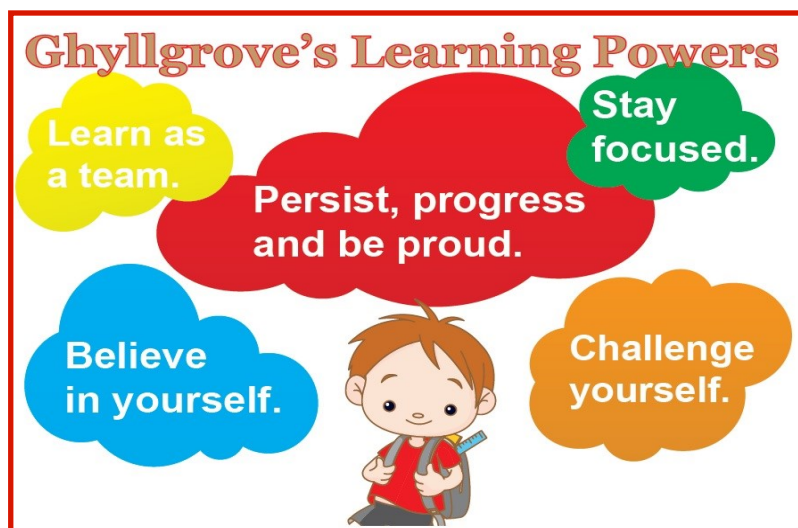 Ghyllgrove's Learning Powers
Learn as
a team.
Persist, progress
and be proud.
Stay
focused.
Believe
in yourself.
Challenge
yourself.